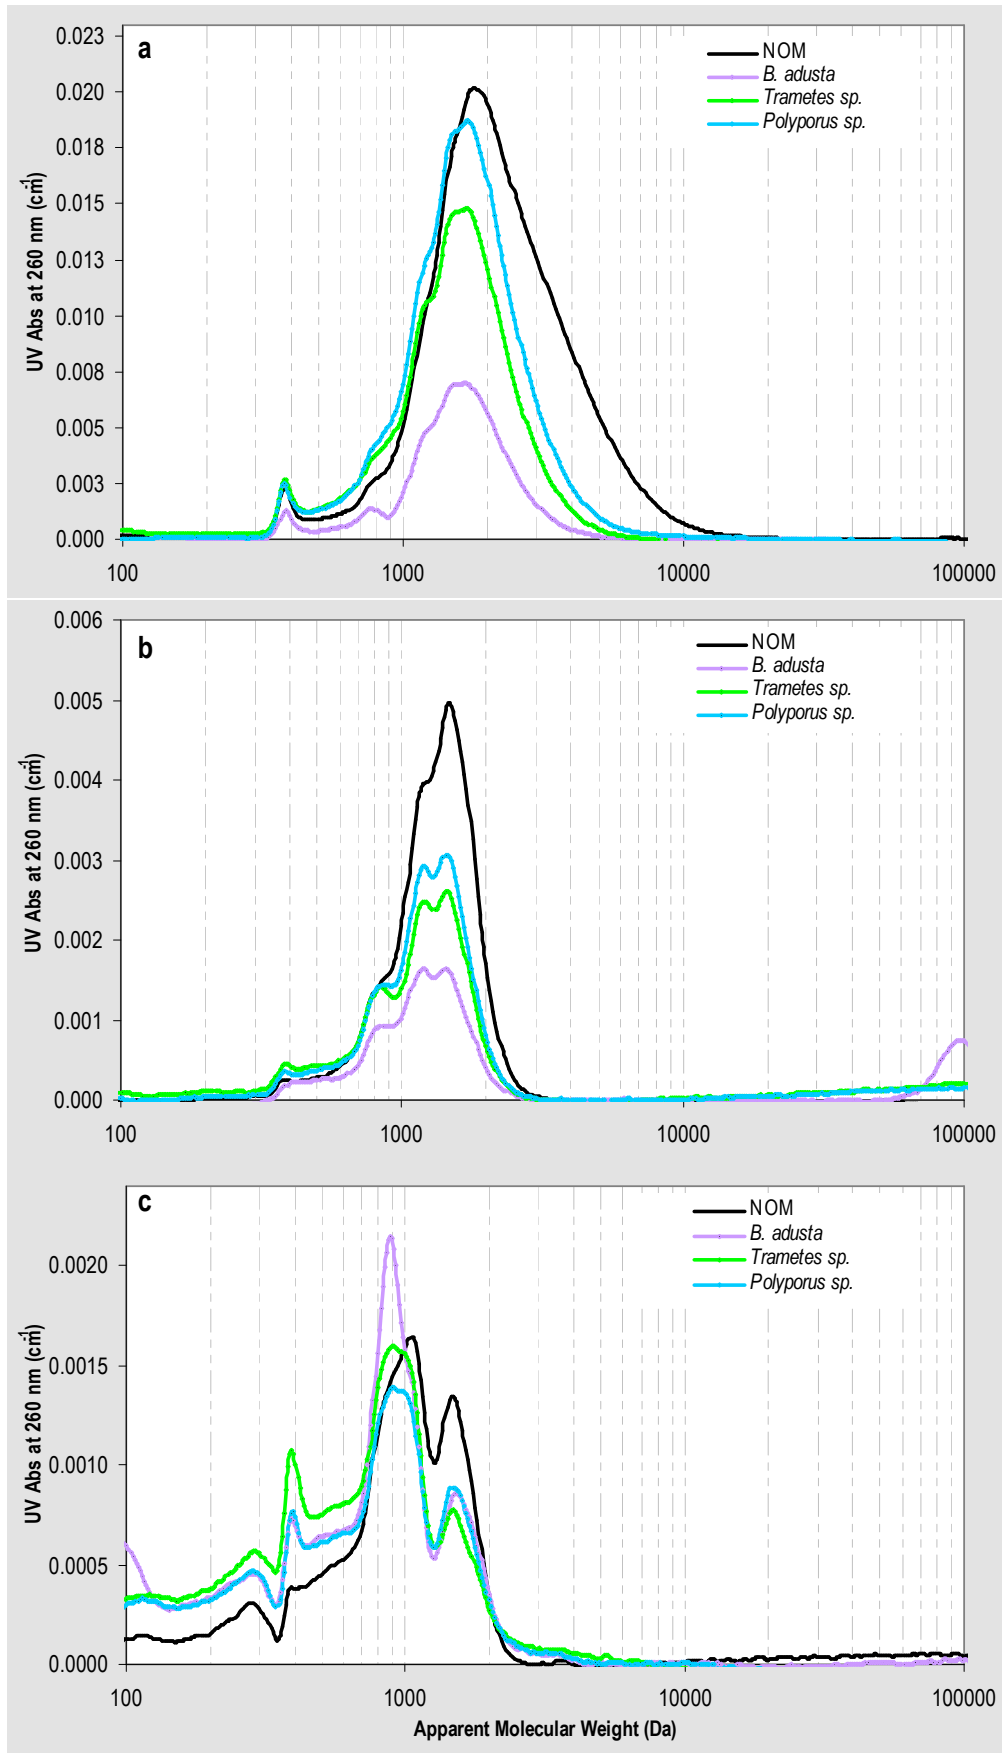 a
UV Abs at 260 nm (cm-1)
0.023
0.020
0.018
0.015
0.013
0.010
0.008
0.005
0.003
0.000
NOM
B. adusta
Trametes sp.
Polyporus sp.
100 1000 10000 100000
b
UV Abs at 260 nm (cm-1)
0.006
0.005
0.004
0.003
0.002
0.001
0.000
NOM
B. adusta
Trametes sp.
Polyporus sp.
100 1000 10000 100000
c
UV Abs at 260 nm (cm-1)
0.0020
0.0015
0.0010
0.0005
0.0000
NOM
B. adusta
Trametes sp.
Polyporus sp.
100 1000 10000 100000
Apparent Molecular Weight (Da)